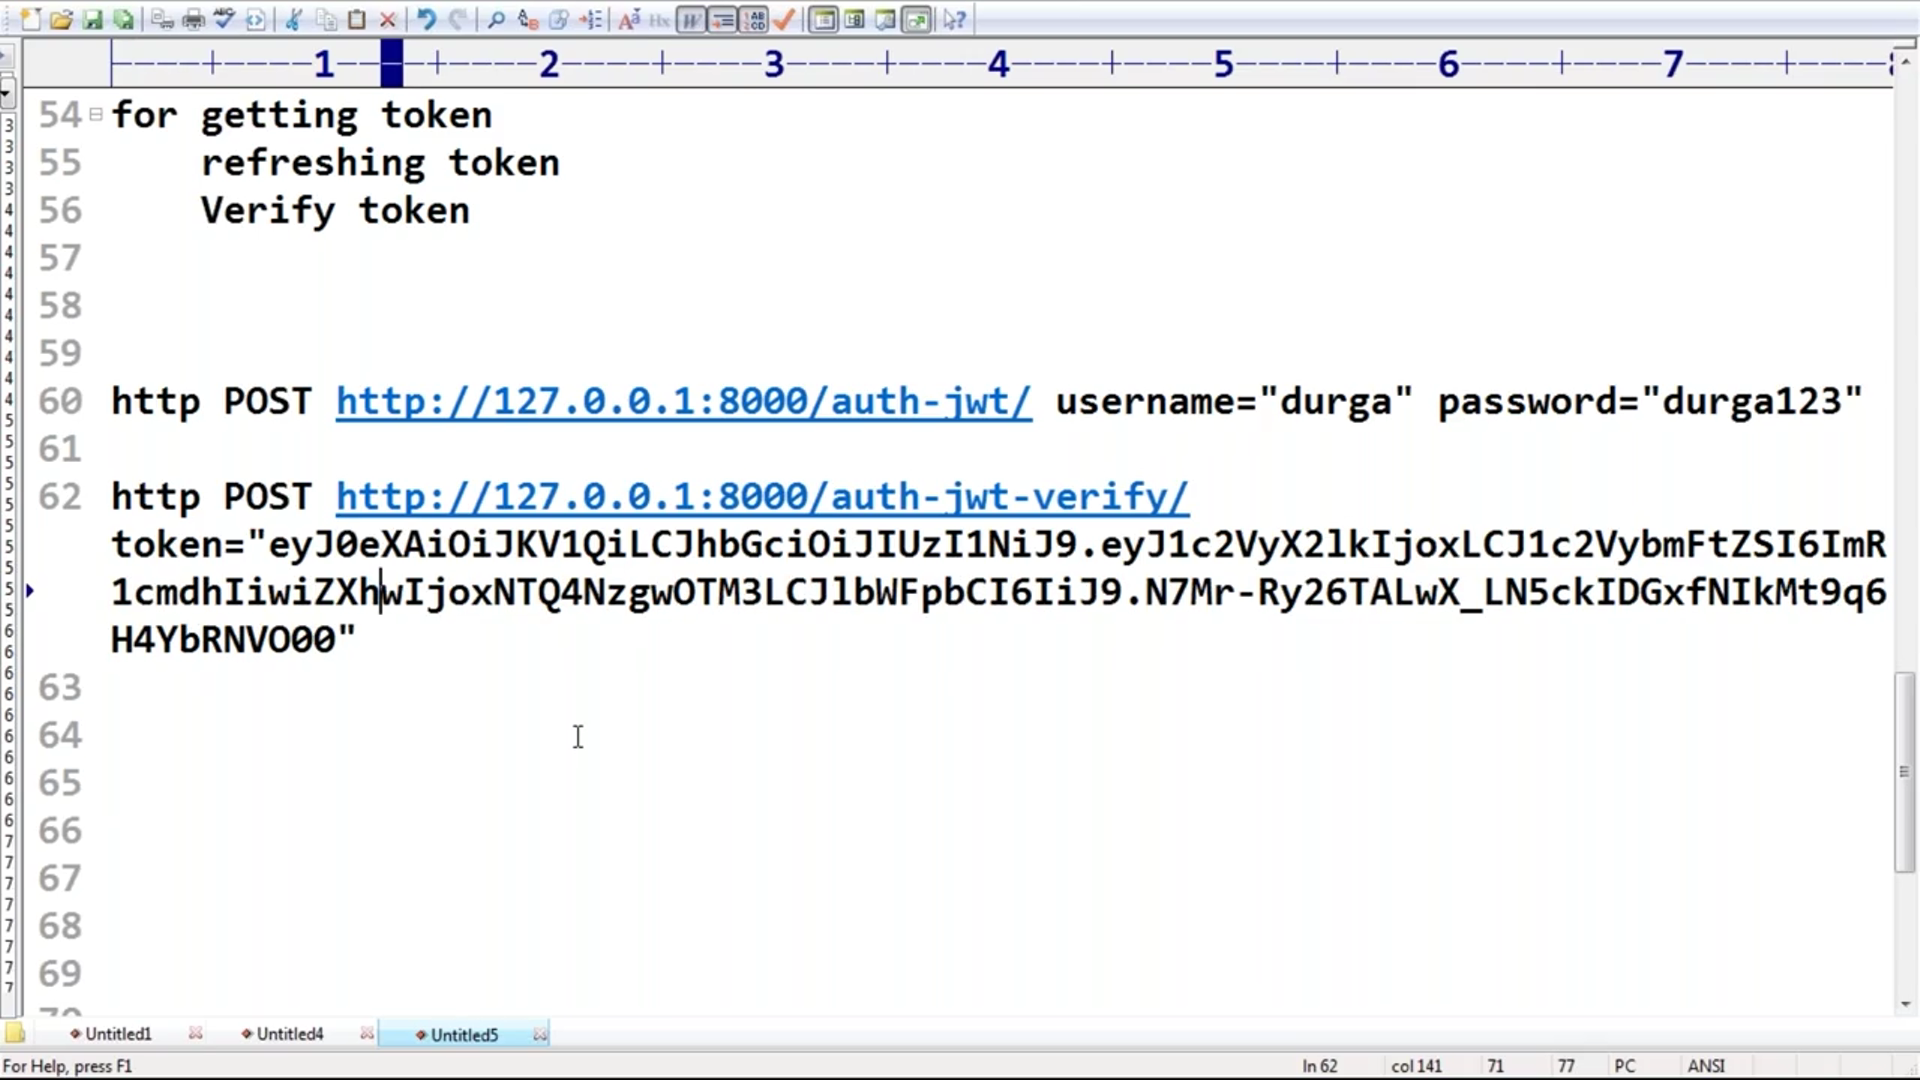 ----+----1----+----2----+----3----+----4----+----5----+----6----+----7----+----
54 for getting token
55 refreshing token
56 Verify token
57
58
59
60 http POST http://127.0.0.1:8000/auth-jwt/ username="durga" password="durga123"
61
62 http POST http://127.0.0.1:8000/auth-jwt-verify/
token="eyJ0eXAiOiJKV1QiLCJhbGciOiJIUzI1NiJ9.eyJ1c2VyX2lkIjoxLCJ1c2VybmFtZSI6ImR
1cmdhIiwiZXhwIjoxNTQ4NzgwOTM3LCJlbWFpbCI6IiJ9.N7Mr-Ry26TALwX_LN5ckIDGxfNIkMt9q6
H4YbRNVO00"
63
64
65
66
67
68
69
Untitled1 Untitled4 Untitled5
For Help, press F1 ln 62 col 141 71 77 PC ANSI